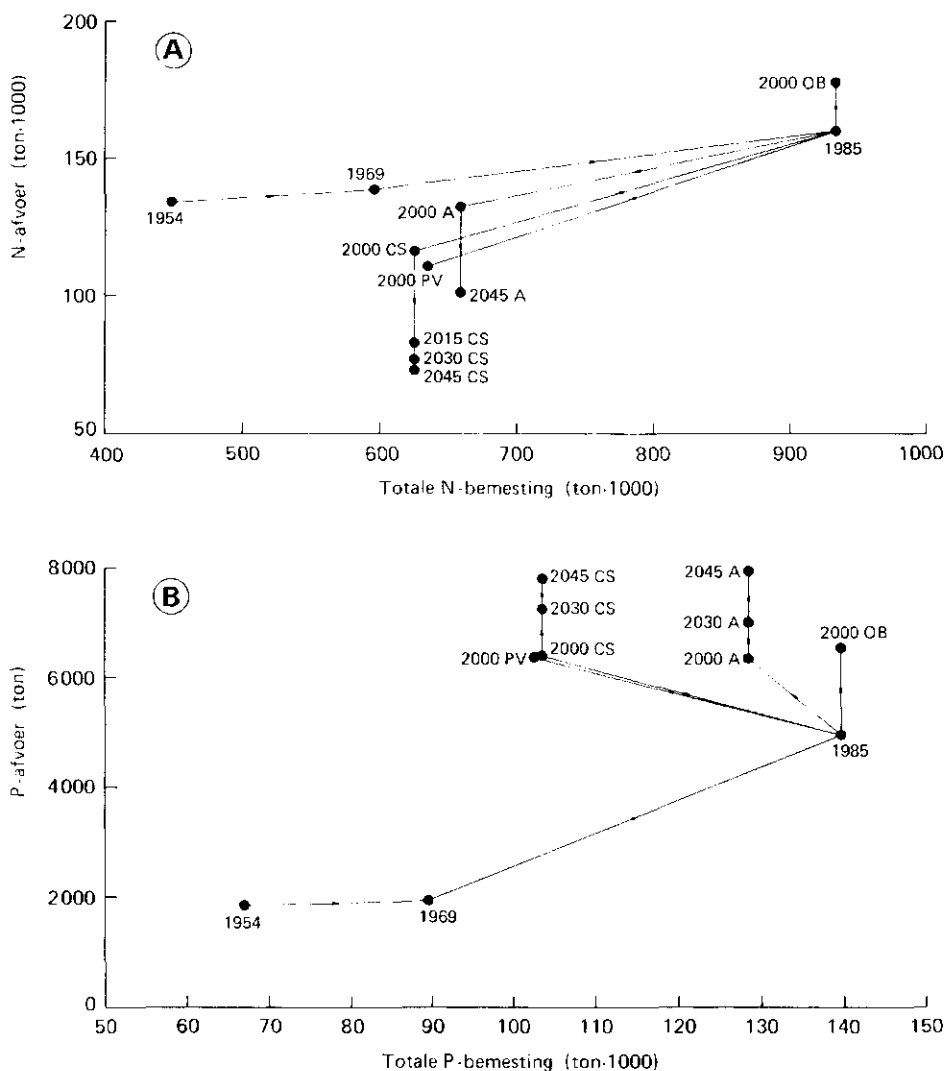 A
N-afvoer (ton·1000)
200
150
100
50
2000 OB
1985
1969
1954
2000 A
2000 CS
2000 PV
2045 A
2015 CS
2030 CS
2045 CS
400 500 600 700 800 900 1000
Totale N-bemesting (ton·1000)
B
P-afvoer (ton)
8000
6000
4000
2000
0
2045 CS
2030 CS
2000 CS
2000 PV
2045 A
2030 A
2000 A
2000 OB
1985
1954
1969
50 60 70 80 90 100 110 120 130 140 150
Totale P-bemesting (ton·1000)